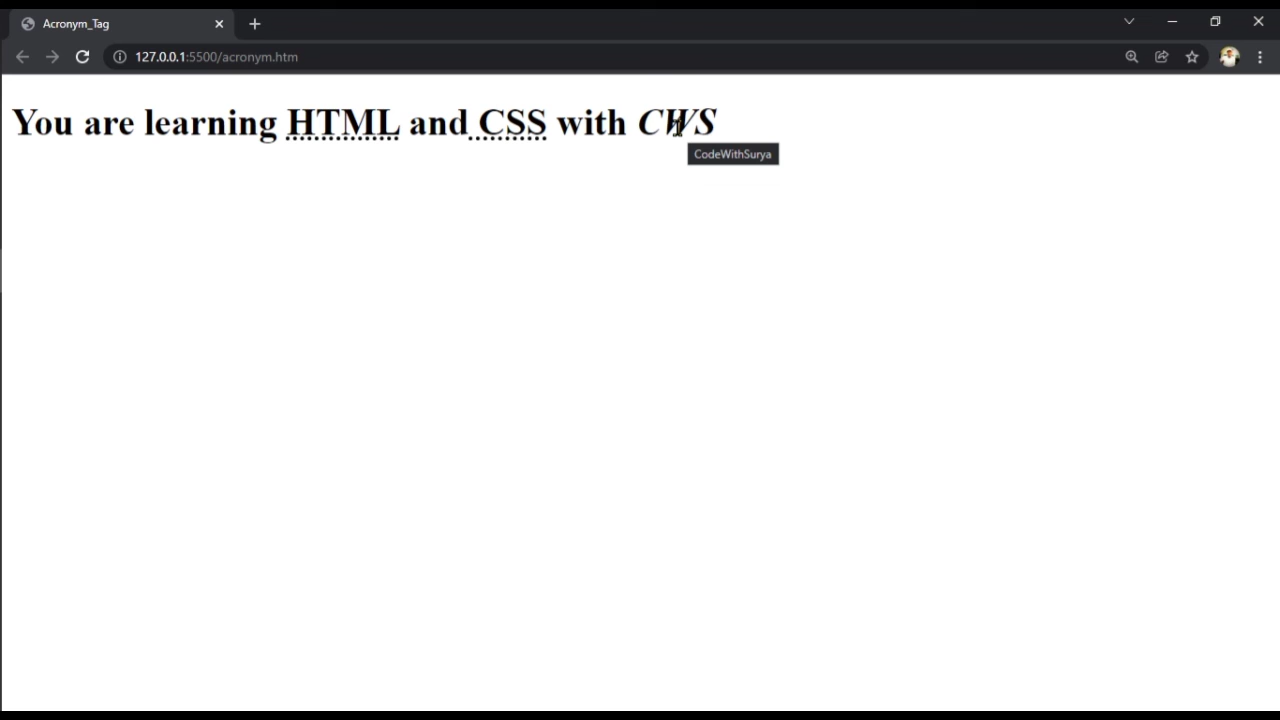 Acronym_Tag
127.0.0.1:5500/acronym.htm
You are learning HTML and CSS with CWS
CodeWithSurya